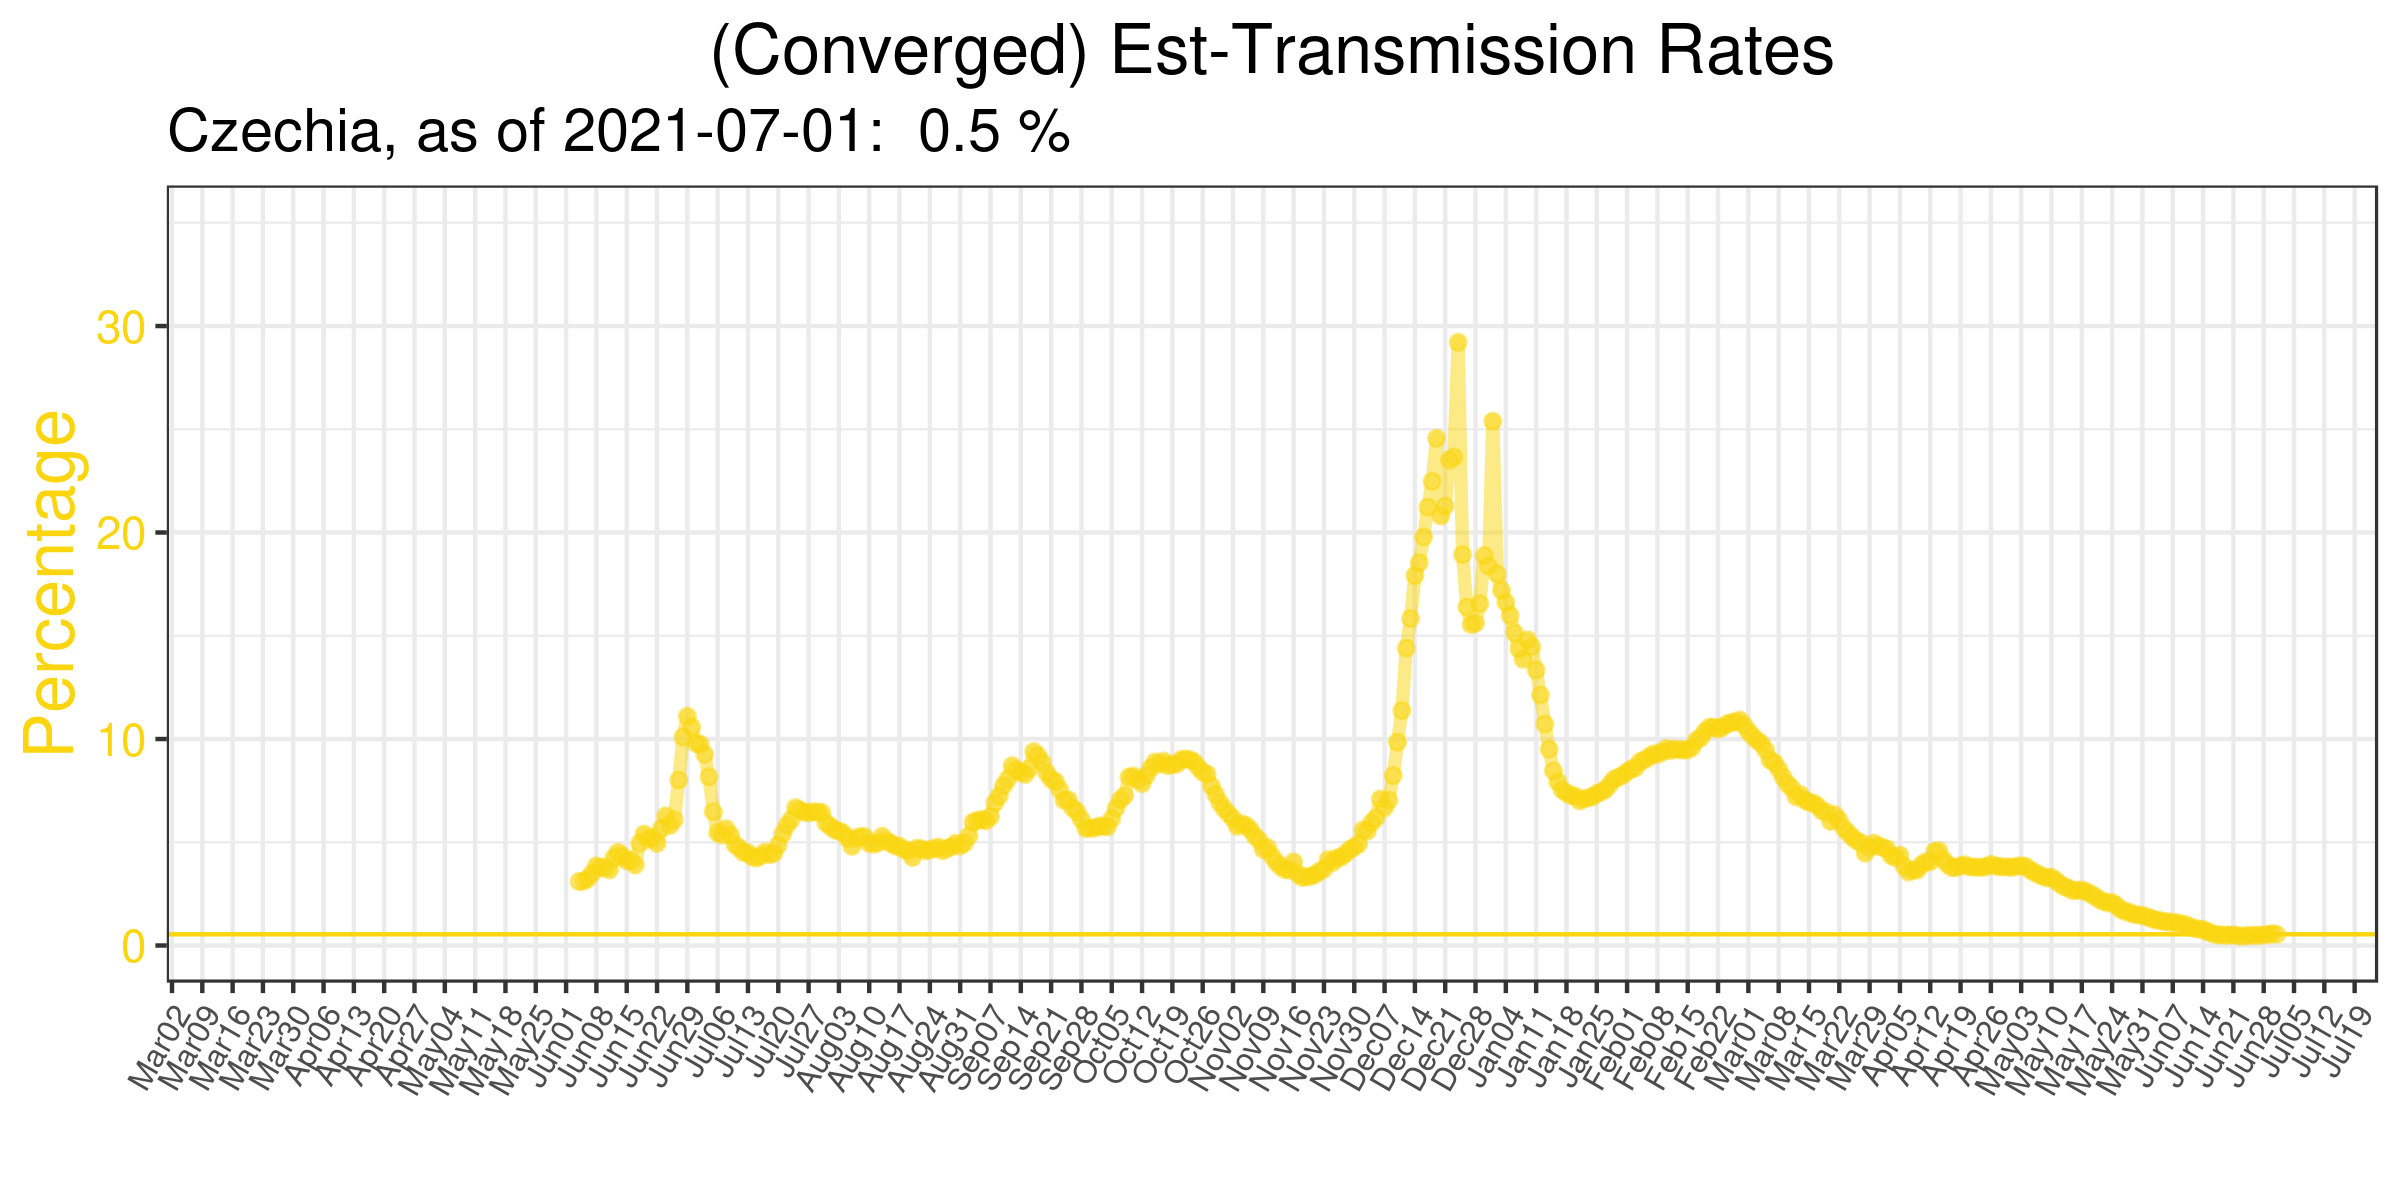 (Converged) Est-Transmission Rates
Czechia, as of 2021-07-01:  0.5 %
Percentage
30
20
10
0
Mar02
Mar09
Mar16
Mar23
Mar30
Apr06
Apr13
Apr20
Apr27
May04
May11
May18
May25
Jun01
Jun08
Jun15
Jun22
Jun29
Jul06
Jul13
Jul20
Jul27
Aug03
Aug10
Aug17
Aug24
Aug31
Sep07
Sep14
Sep21
Sep28
Oct05
Oct12
Oct19
Oct26
Nov02
Nov09
Nov16
Nov23
Nov30
Dec07
Dec14
Dec21
Dec28
Jan04
Jan11
Jan18
Jan25
Feb01
Feb08
Feb15
Feb22
Mar01
Mar08
Mar15
Mar22
Mar29
Apr05
Apr12
Apr19
Apr26
May03
May10
May17
May24
May31
Jun07
Jun14
Jun21
Jun28
Jul05
Jul12
Jul19